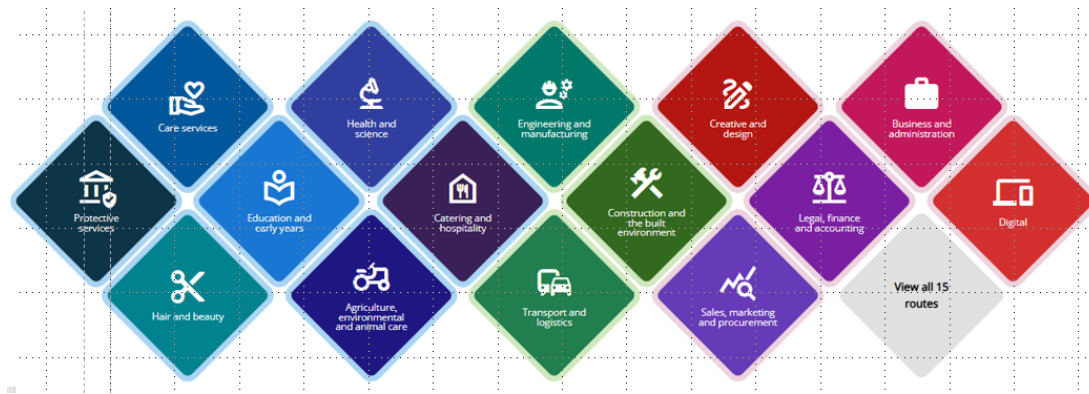 Care services
Health and
science
Engineering and
manufacturing
Creative and
design
Business and
administration
Protective
services
Education and
early years
Catering and
hospitality
Construction and
the built
environment
Legal, finance
and accounting
Digital
Hair and beauty
Agriculture,
environmental
and animal care
Transport and
logistics
Sales, marketing
and procurement
View all 15
routes